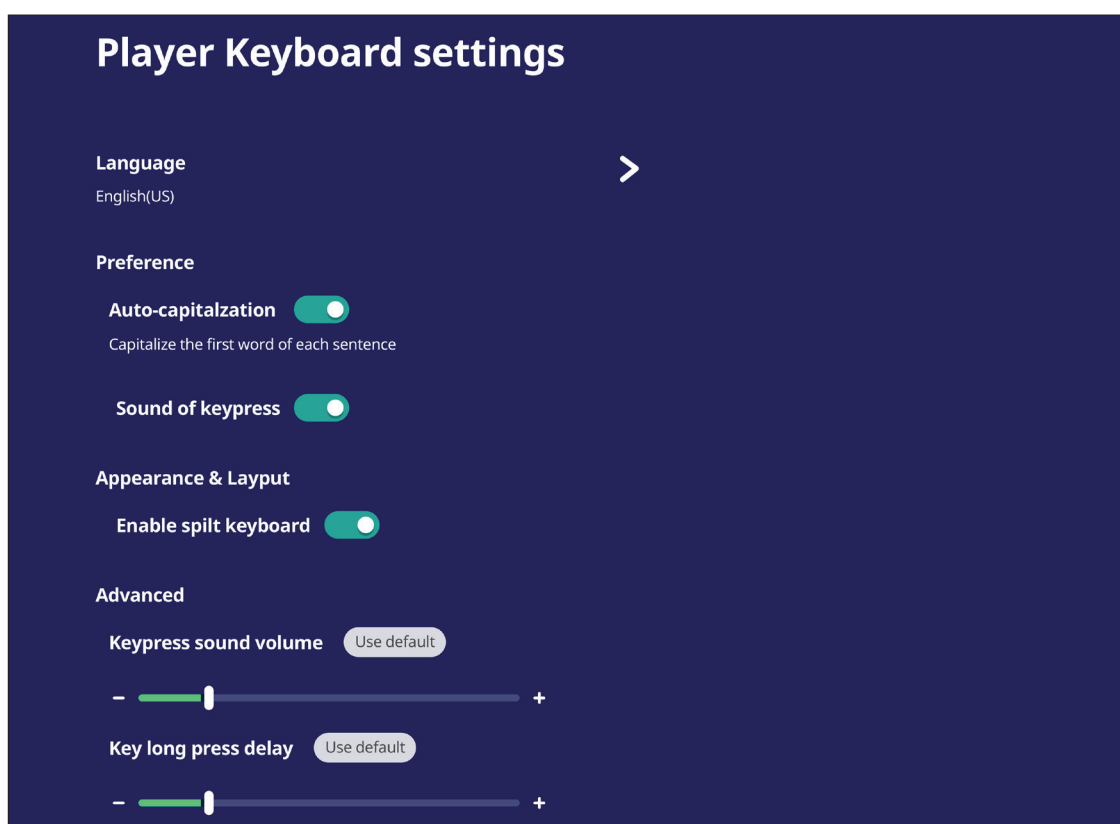 Player Keyboard settings
Language
English(US)
Preference
Auto-capitalzation
Capitalize the first word of each sentence
Sound of keypress
Appearance & Layput
Enable spilt keyboard
Advanced
Keypress sound volume Use default
- +
Key long press delay Use default
- +